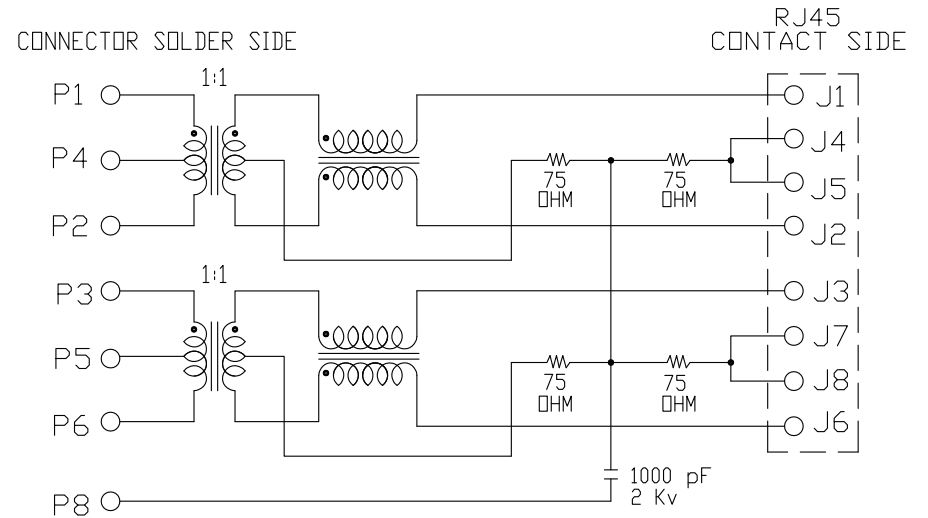 RJ45
CONNECTOR SOLDER SIDE
CONTACT SIDE
1:1
P1
J1
J4
P4
75
OHM
75
OHM
J5
P2
J2
1:1
P3
J3
J7
P5
75
OHM
75
OHM
J8
P6
J6
1000 pF
2 Kv
P8